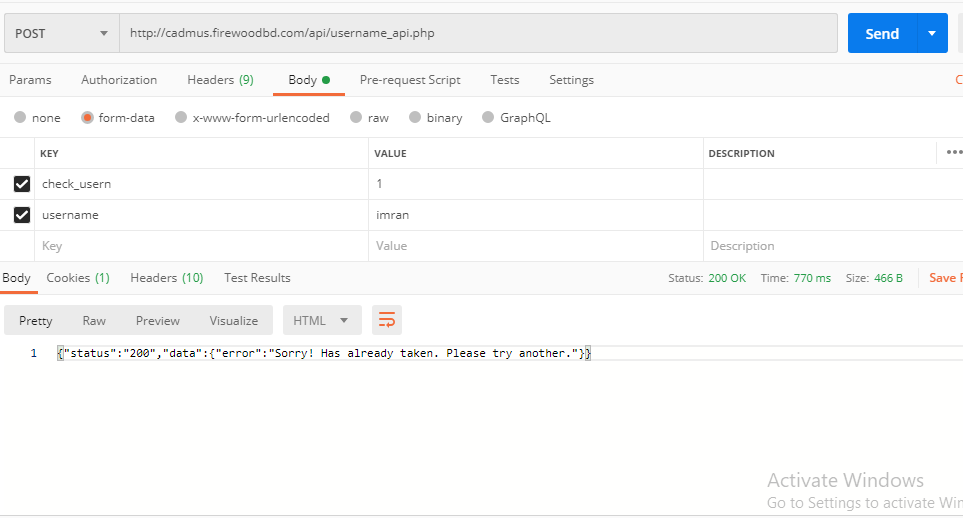 POST http://cadmus.firewoodbd.com/api/username_api.php Send
Params Authorization Headers (9) Body Pre-request Script Tests Settings C
none form-data x-www-form-urlencoded raw binary GraphQL
KEY VALUE DESCRIPTION
check_usern 1
username imran
Key Value Description
Body Cookies (1) Headers (10) Test Results Status: 200 OK Time: 770 ms Size: 466 B Save
Pretty Raw Preview Visualize HTML
1 {"status":"200","data":{"error":"Sorry! Has already taken. Please try another."}}
Activate Windows
Go to Settings to activate Win